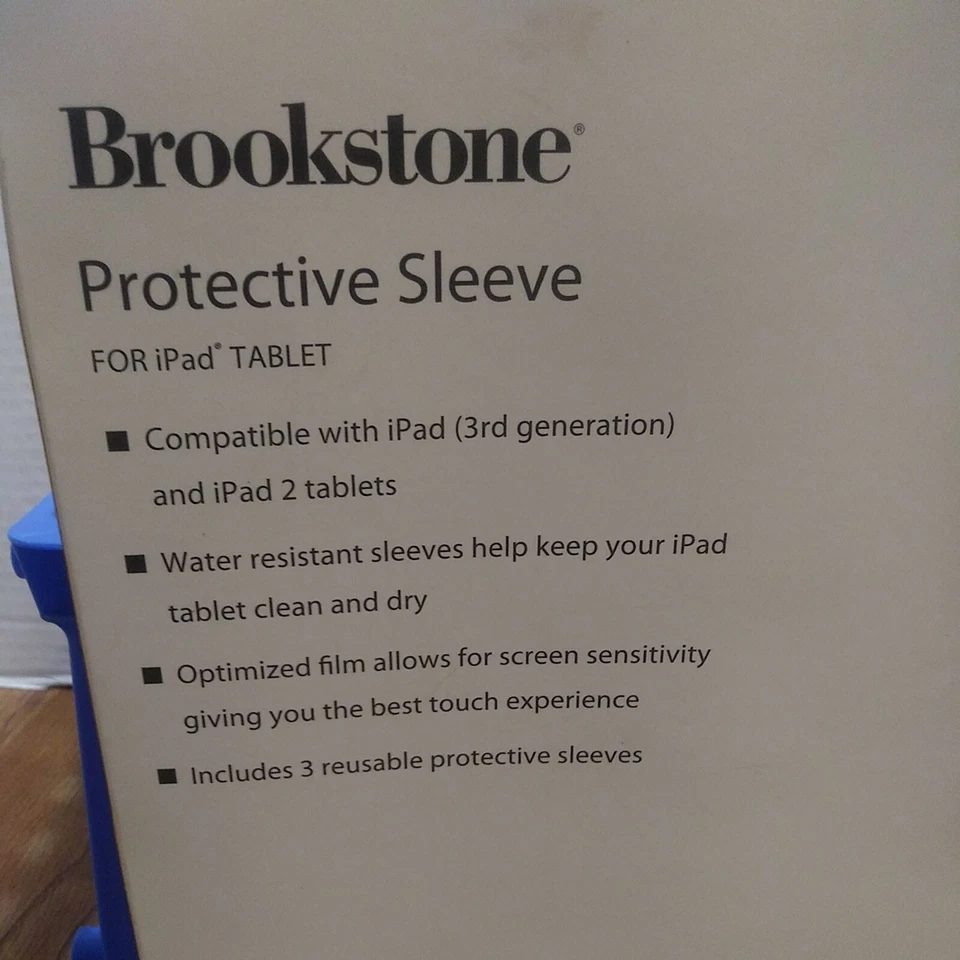 Brookstone®
Protective Sleeve
FOR iPad® TABLET
■ Compatible with iPad (3rd generation)
and iPad 2 tablets
■ Water resistant sleeves help keep your iPad
tablet clean and dry
■ Optimized film allows for screen sensitivity
giving you the best touch experience
■ Includes 3 reusable protective sleeves